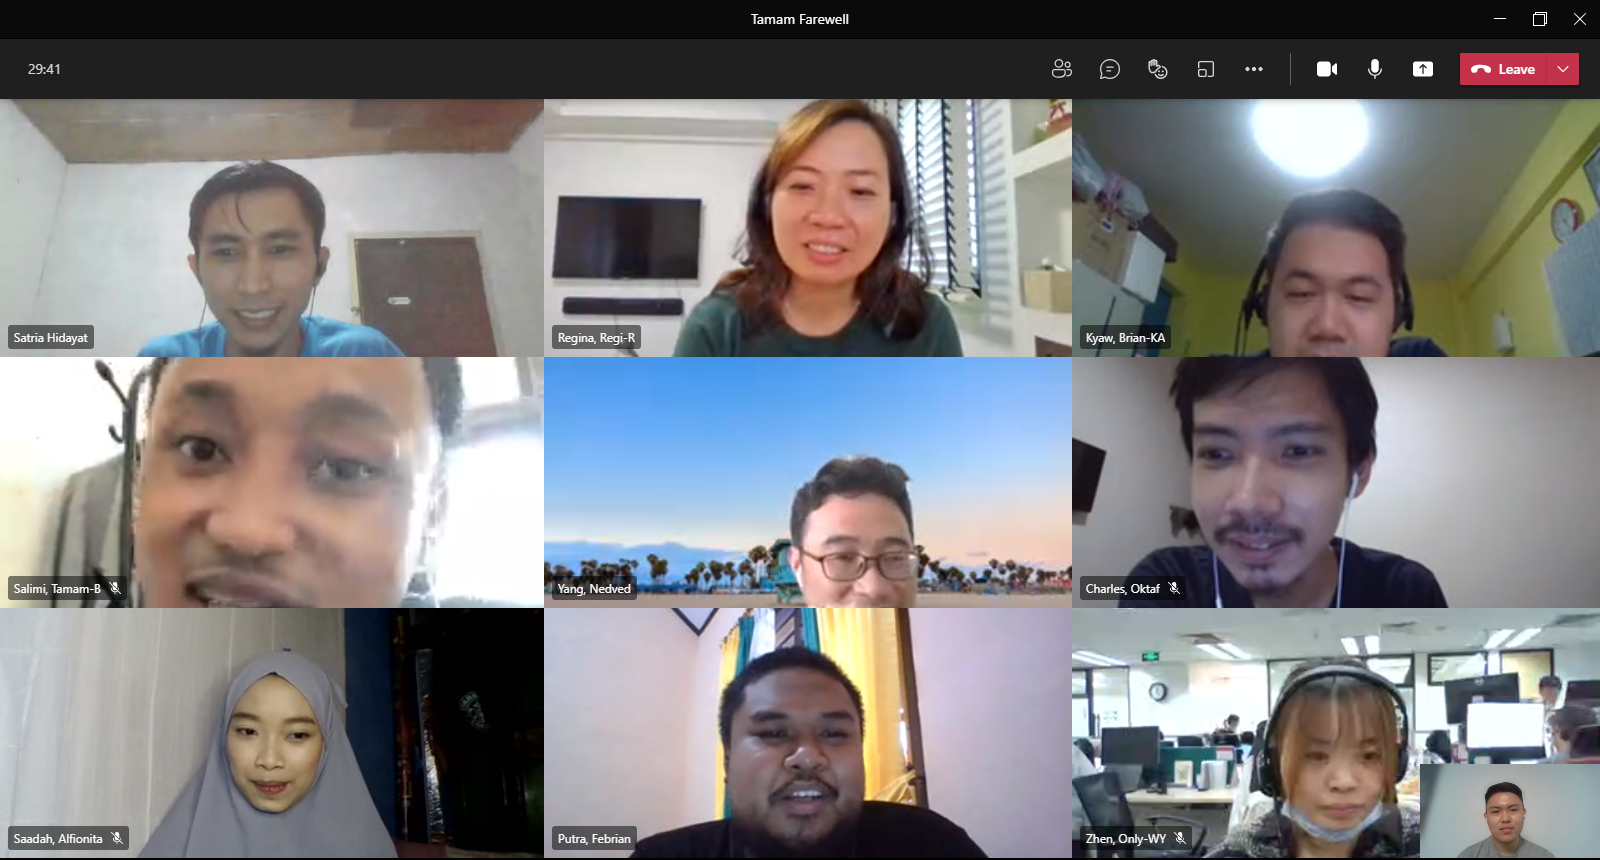 Tamam Farewell
29:41
Leave
Satria Hidayat
Regina, Regi-R
Kyaw, Brian-KA
Salimi, Tamam-B
Yang, Nedved
Charles, Oktaf
Saadah, Alfionita
Putra, Febrian
Zhen, Only-WY